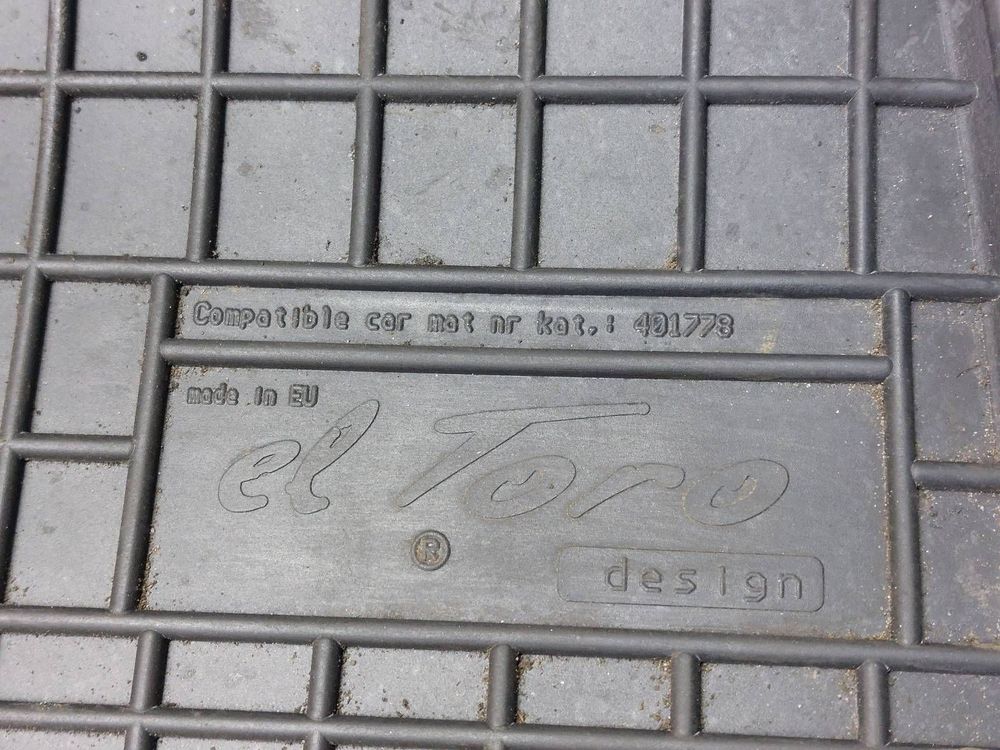 Compatible car mat nr kat.: 401778
made in EU
el Toro
®
design